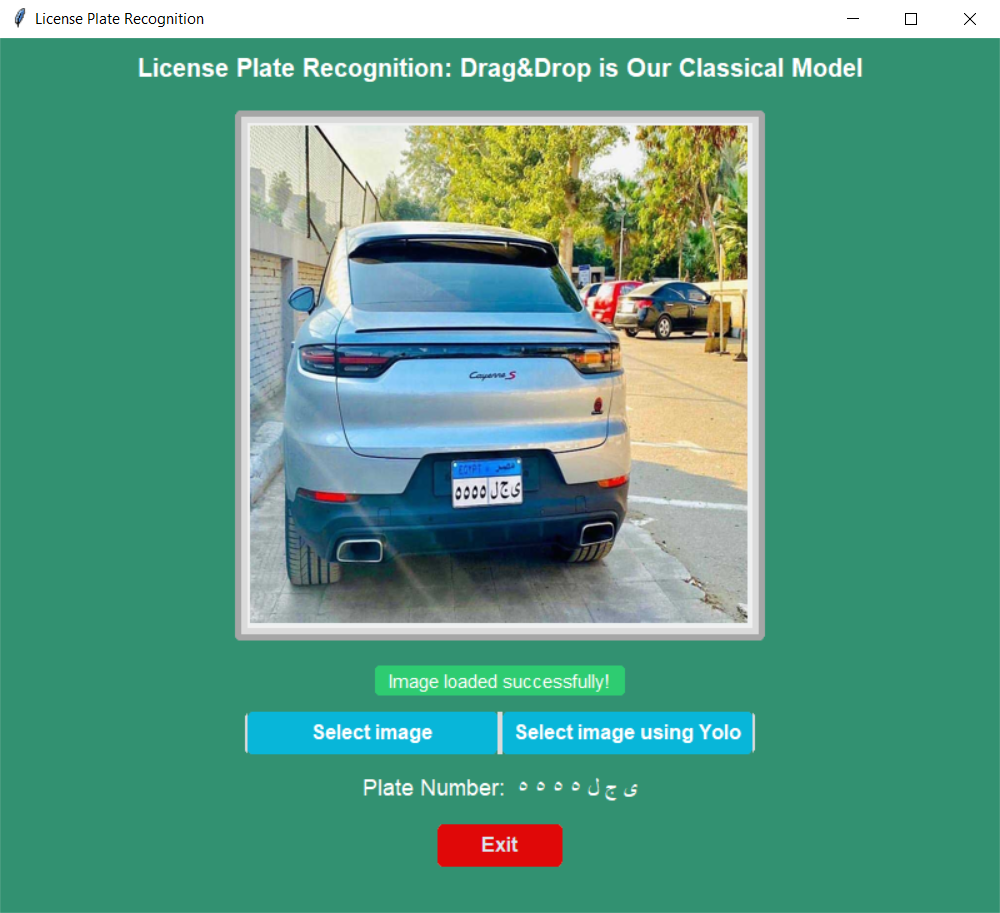 License Plate Recognition
License Plate Recognition: Drag&Drop is Our Classical Model
Cayenne S
EGYPT مصر
٥٥٥٥ ى ج ل
Image loaded successfully!
Select image
Select image using Yolo
Plate Number: ى ج ل ٥ ٥ ٥ ٥
Exit